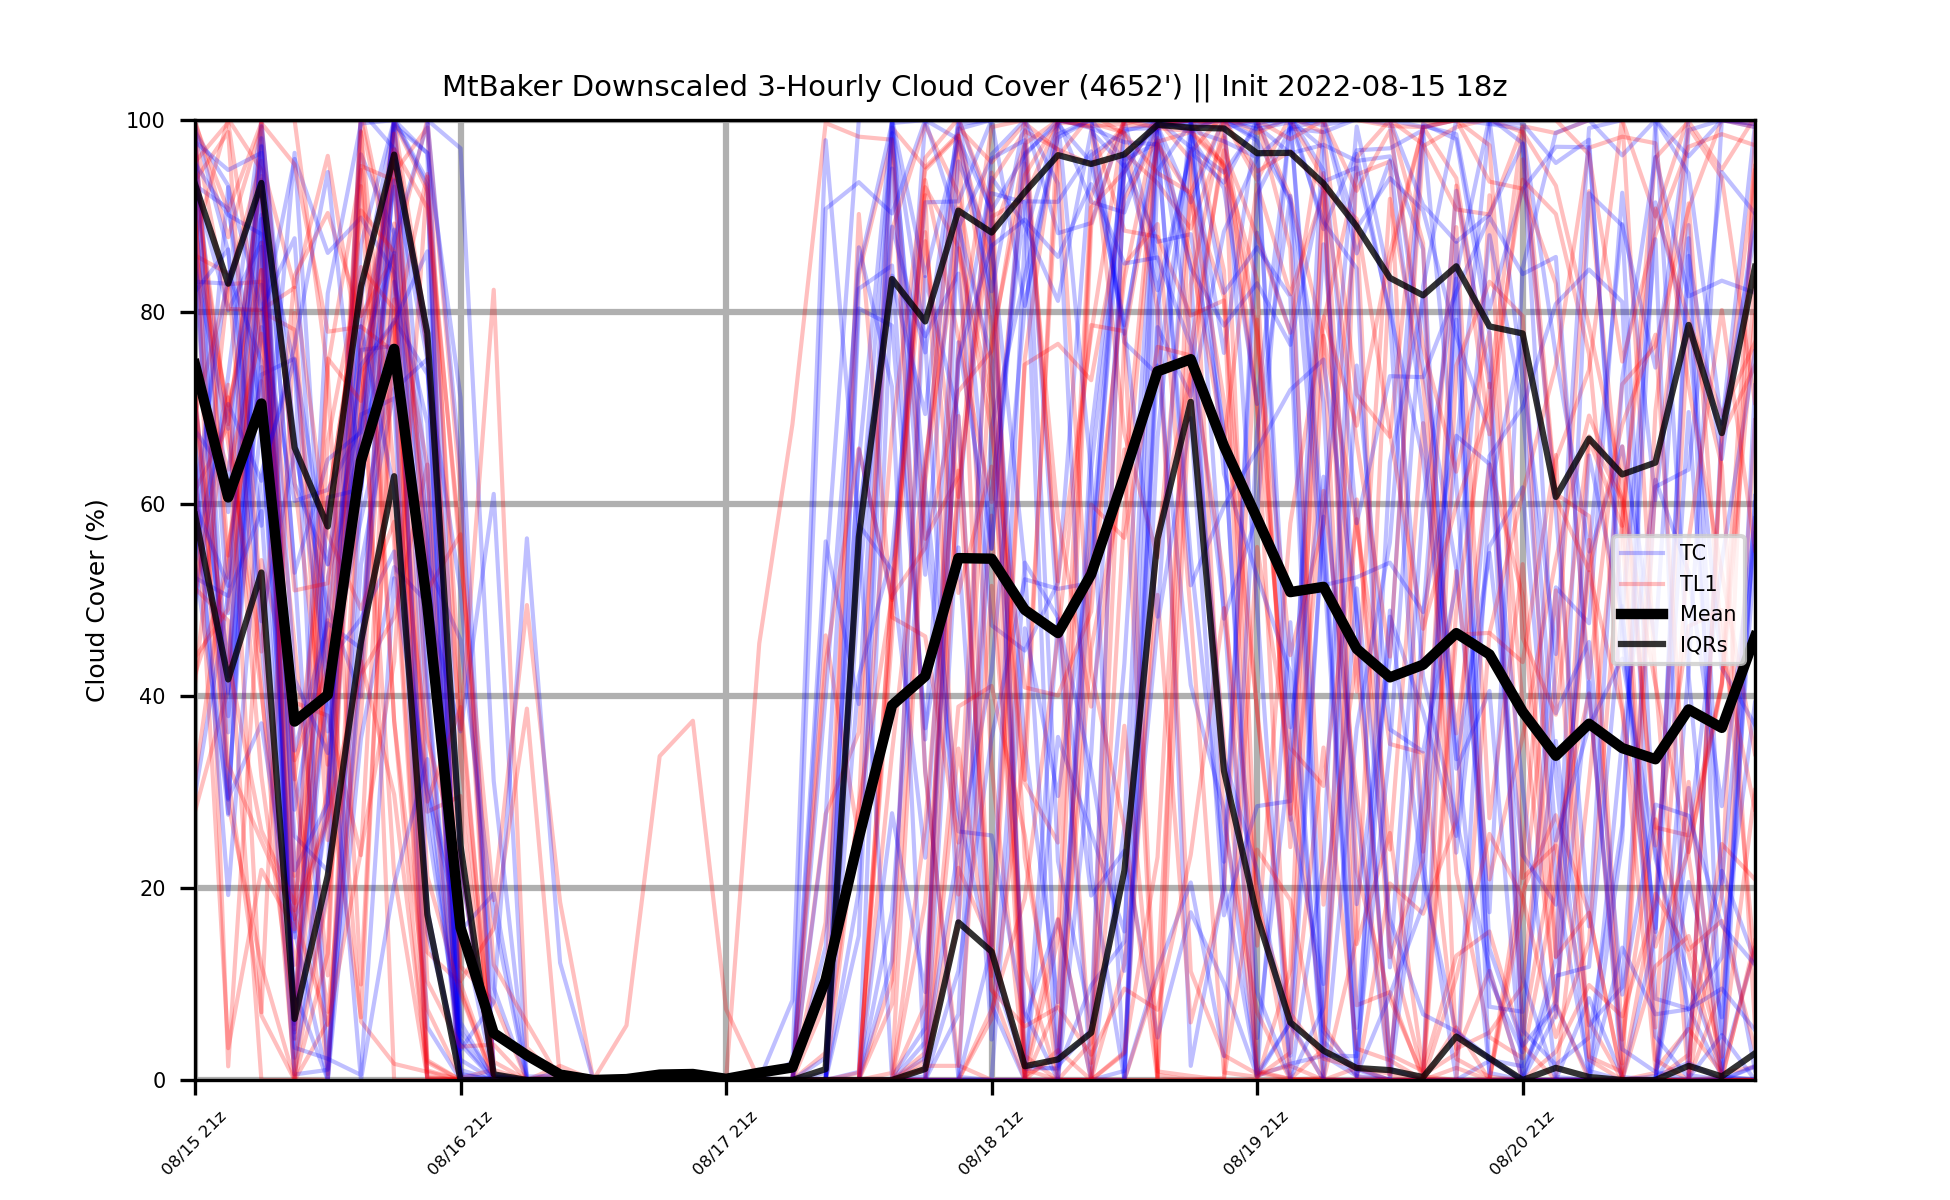 MtBaker Downscaled 3-Hourly Cloud Cover (4652') || Init 2022-08-15 18z
Cloud Cover (%)
100
80
60
40
20
0
TC
TL1
Mean
IQRs
08/15 21z
08/16 21z
08/17 21z
08/18 21z
08/19 21z
08/20 21z